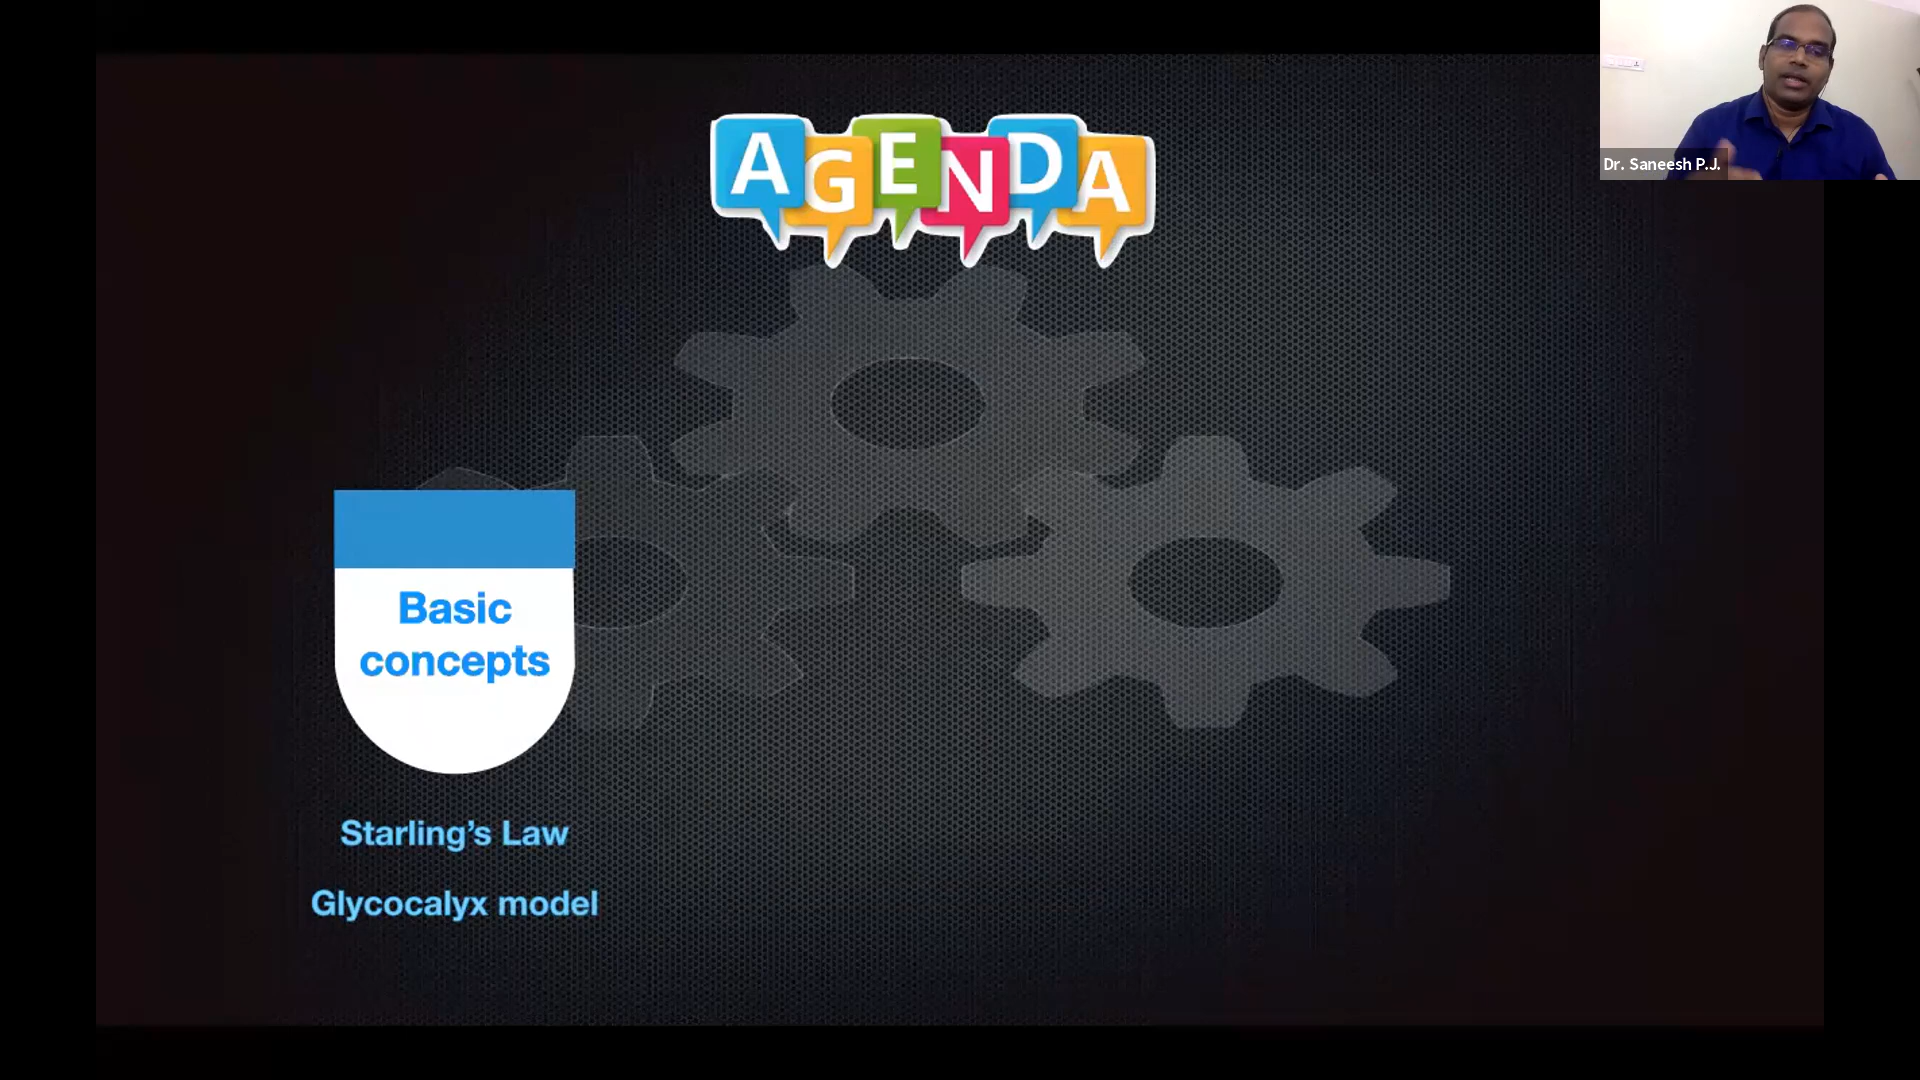 AGENDA
Dr. Saneesh P.J.
Basic
concepts
Starling’s Law
Glycocalyx model